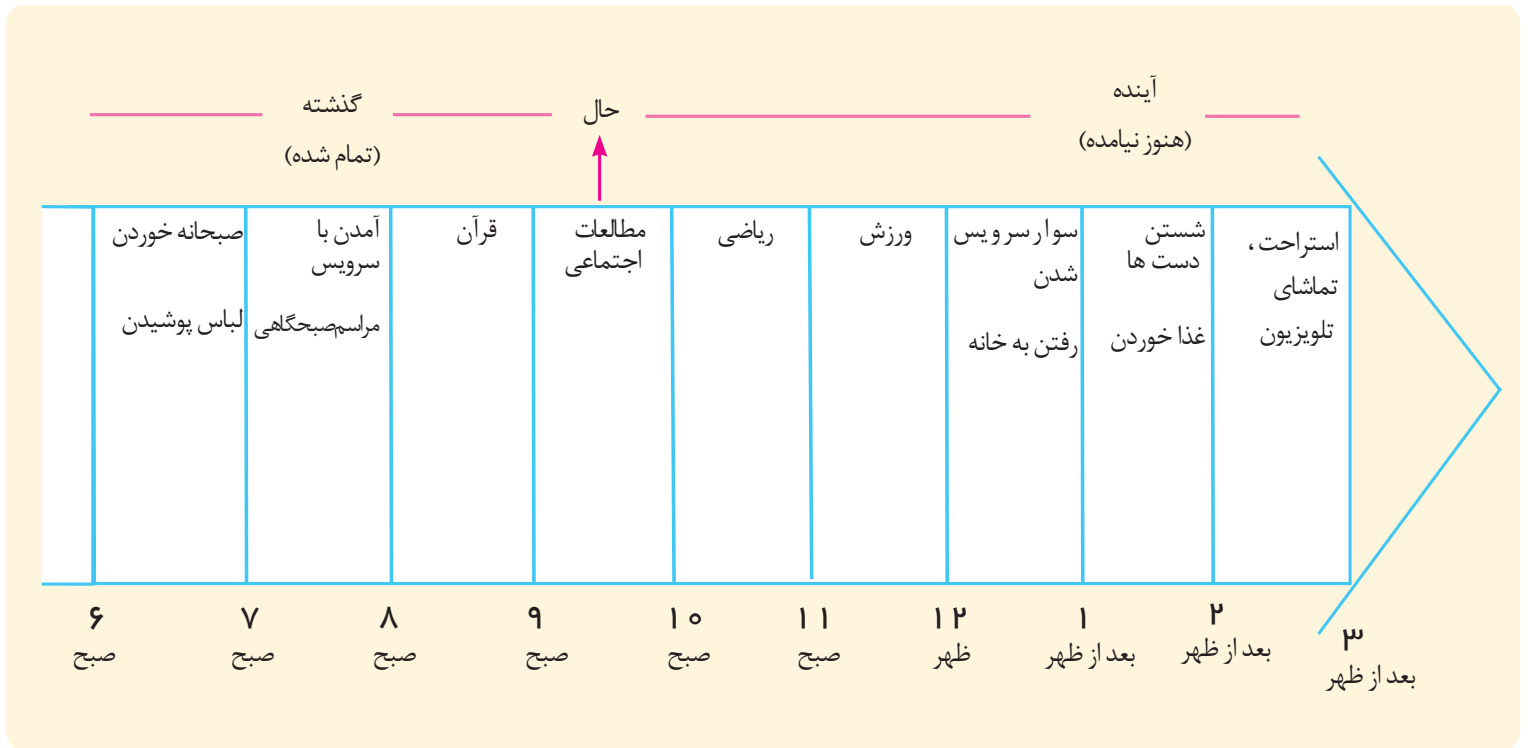 آینده
(هنوز نیامده)
حال
گذشته
(تمام شده)
صبحانه خوردن
لباس پوشیدن
آمدن با
سرویس
مراسم صبحگاهی
قرآن
مطالعات
اجتماعی
ریاضی
ورزش
سوار سرویس
شدن
رفتن به خانه
شستن
دست ها
غذا خوردن
استراحت،
تماشای
تلویزیون
۶
صبح
۷
صبح
۸
صبح
۹
صبح
۱۰
صبح
۱۱
صبح
۱۲
ظهر
۱
بعد از ظهر
۲
بعد از ظهر
۳
بعد از ظهر